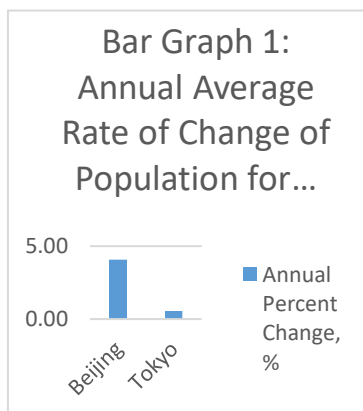 Bar Graph 1:
Annual Average
Rate of Change of
Population for…
5.00
0.00
Beijing
Tokyo
Annual
Percent
Change,
%